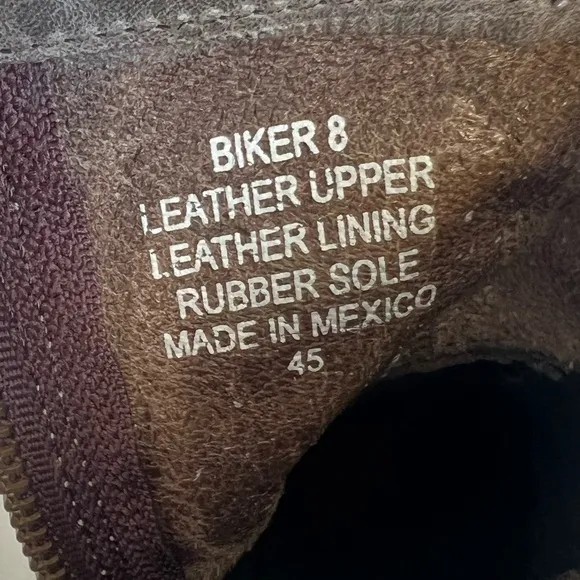 BIKER 8
LEATHER UPPER
LEATHER LINING
RUBBER SOLE
MADE IN MEXICO
45